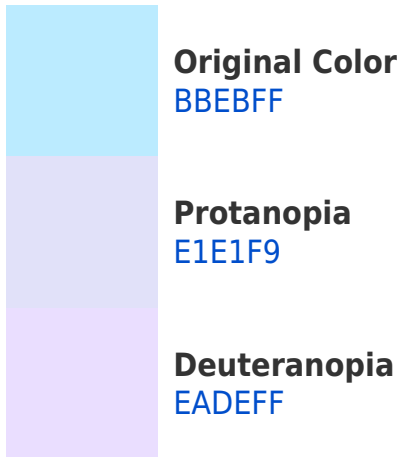 Original Color
BBEBFF
Protanopia
E1E1F9
Deuteranopia
EADEFF